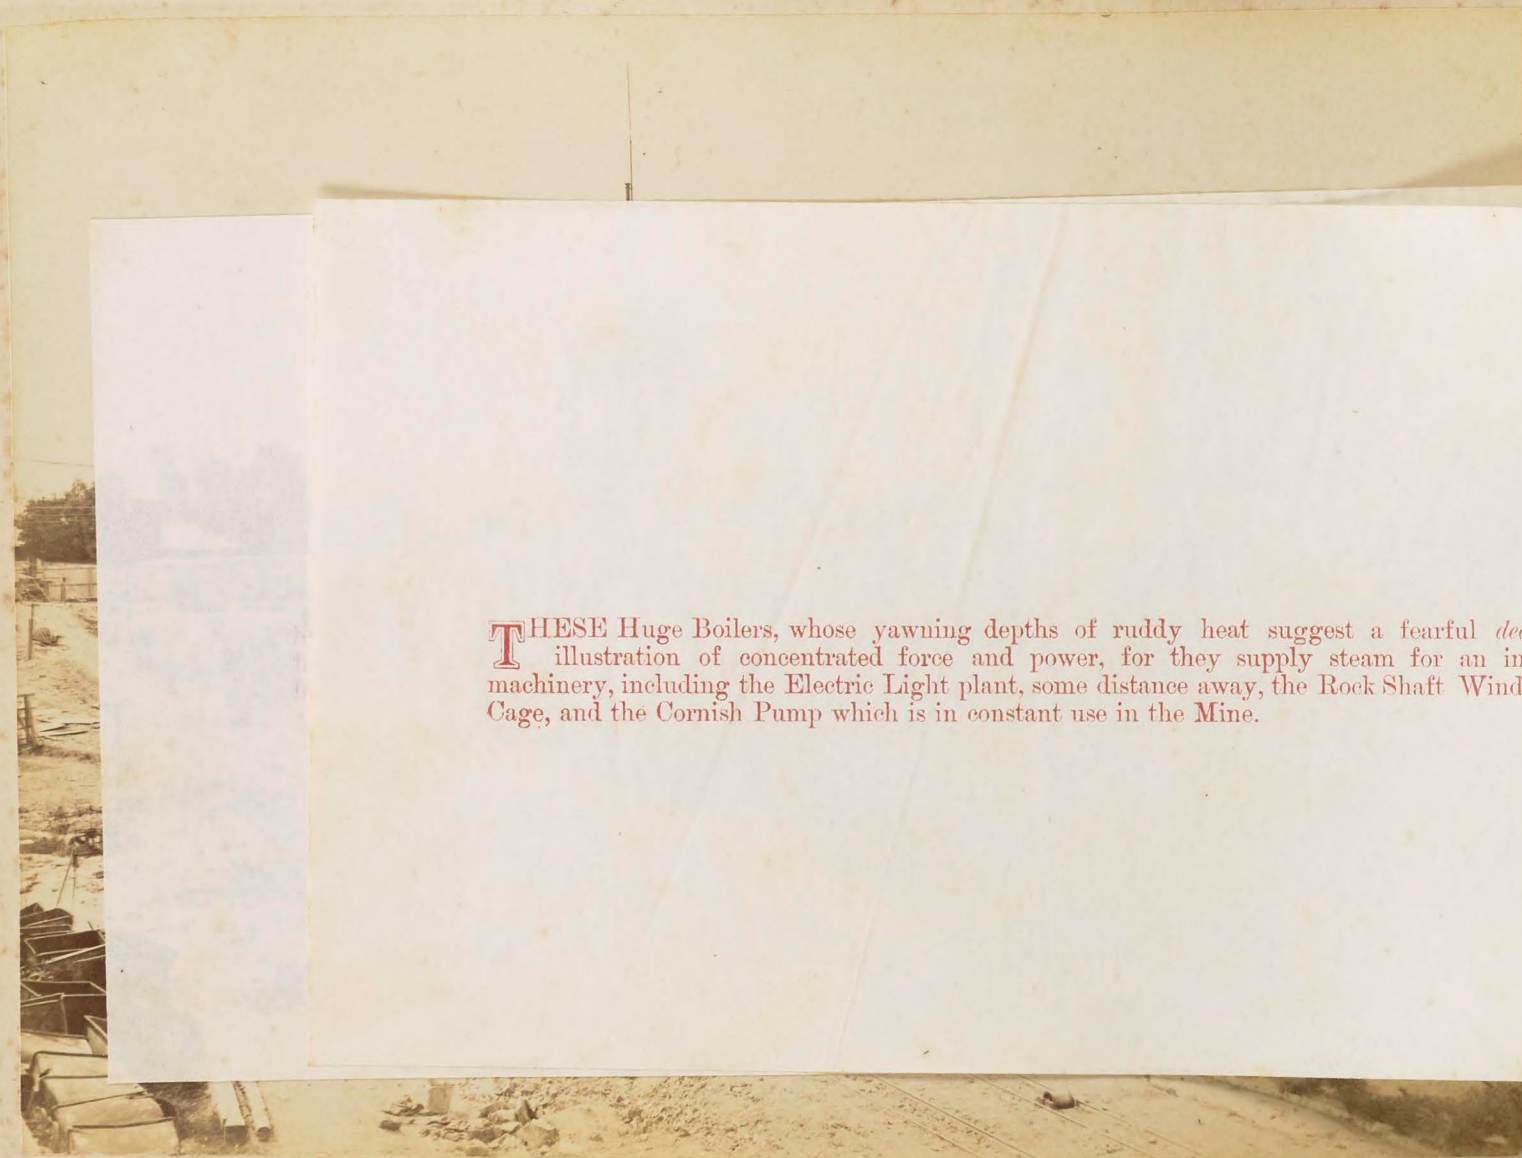 THESE Huge Boilers, whose yawning depths of ruddy heat suggest a fearful
illustration of concentrated force and power, for they supply steam for an
machinery, including the Electric Light plant, some distance away, the Rock Shaft Wind
Cage, and the Cornish Pump which is in constant use in the Mine.